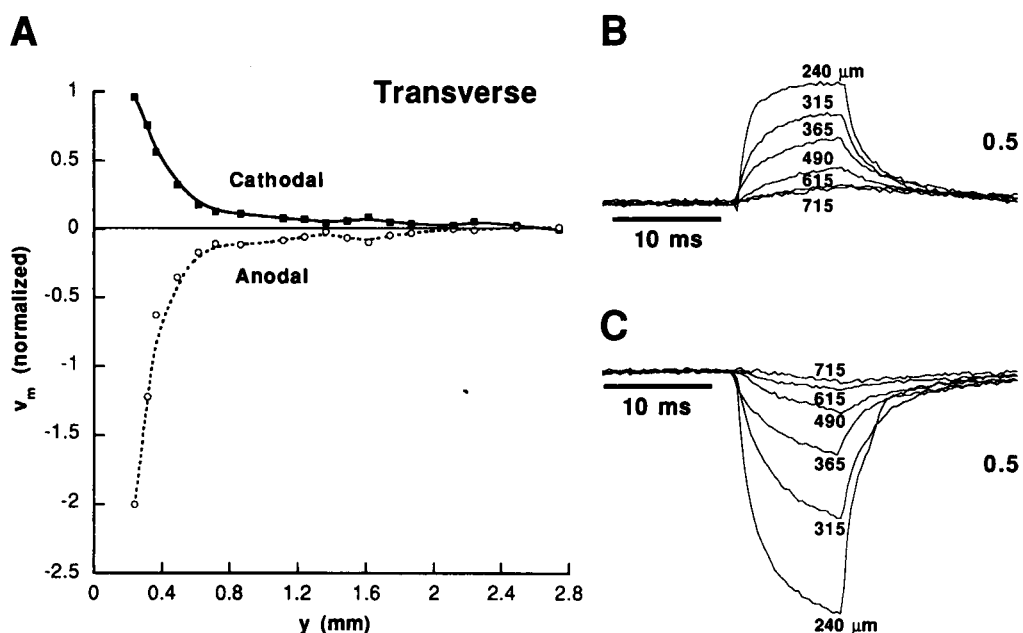 A
Transverse
1
0.5
0
-0.5
-1
-1.5
-2
-2.5
0
0.4
0.8
1.2
1.6
2
2.4
2.8
v_m (normalized)
y (mm)
Cathodal
Anodal
B
240 μm
315
365
490
615
715
0.5
10 ms
C
715
615
490
365
315
240 μm
0.5
10 ms